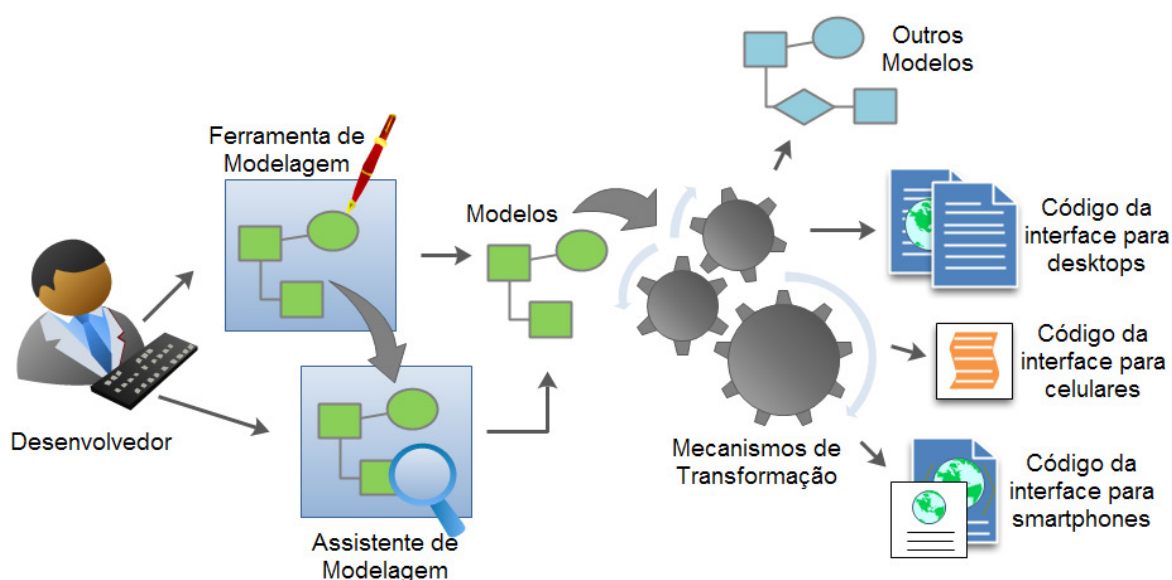 Outros
Modelos
Ferramenta de
Modelagem
Modelos
Código da
interface para
desktops
Código da
interface para
celulares
Desenvolvedor
Mecanismos de
Transformação
Código da
interface para
smartphones
Assistente de
Modelagem